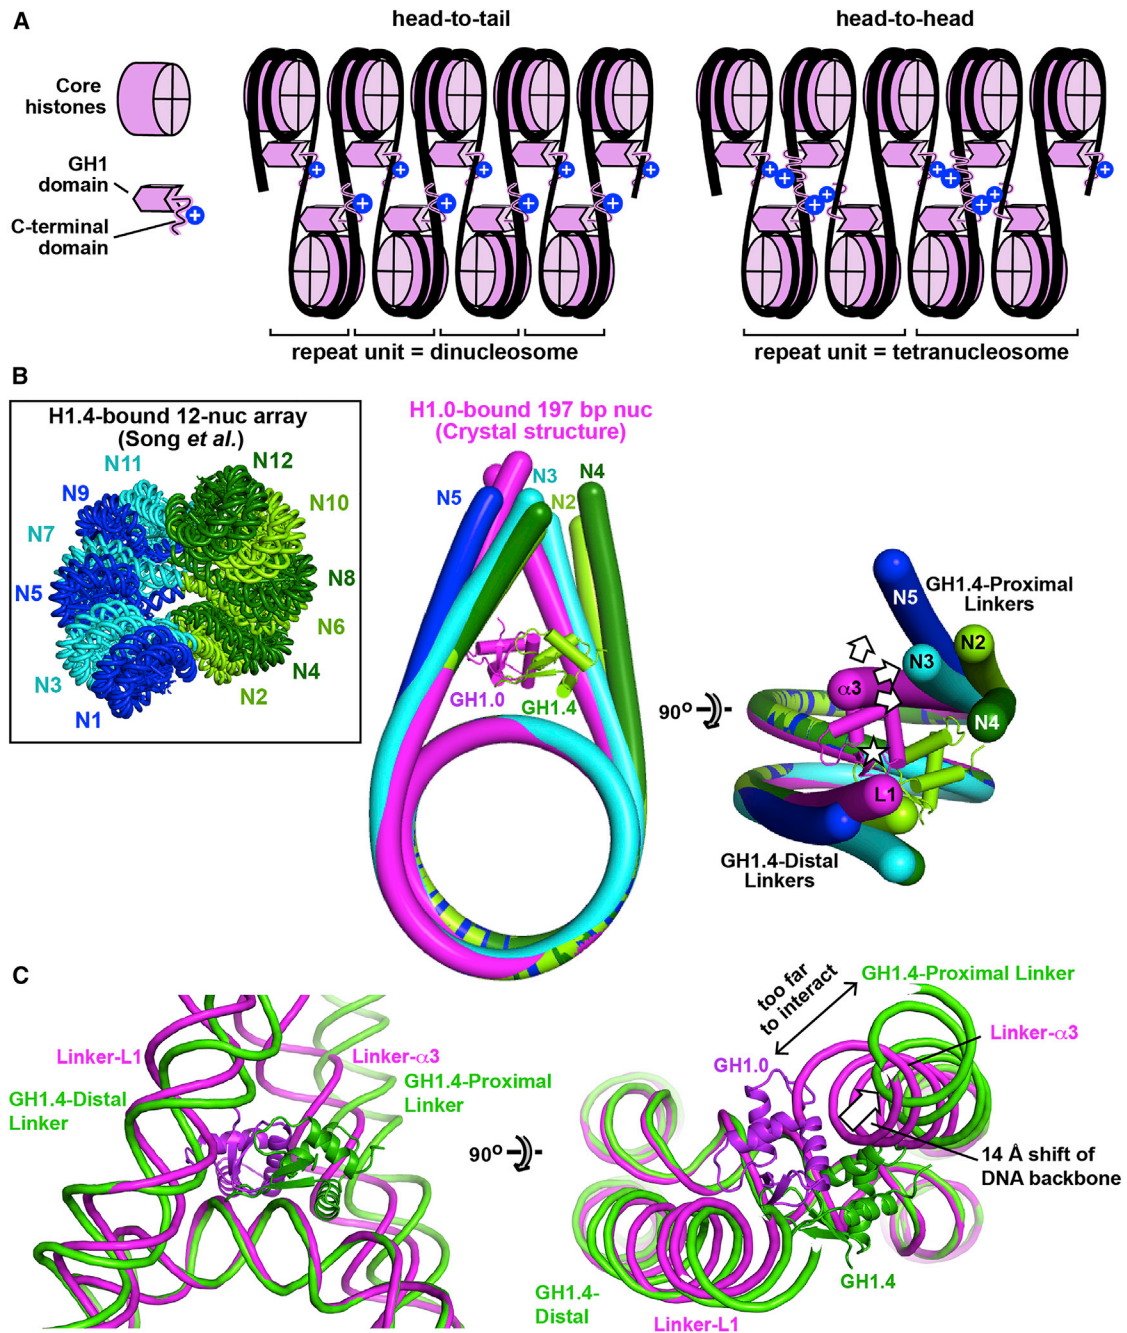 A
head-to-tail
head-to-head
Core
histones
GH1
domain
C-terminal
domain
+
+ + + + +
+ + + +
+ + + + +
+ + + +
repeat unit = dinucleosome
repeat unit = tetranucleosome
B
H1.4-bound 12-nuc array
(Song et al.)
N11
N12
N9
N10
N7
N5
N8
N6
N3
N4
N2
N1
H1.0-bound 197 bp nuc
(Crystal structure)
N5
N3
N4
N2
GH1.0
GH1.4
90º
N5
GH1.4-Proximal
Linkers
N2
N3
α3
N4
L1
GH1.4-Distal
Linkers
C
Linker-L1
Linker-α3
GH1.4-Distal
Linker
GH1.4-Proximal
Linker
90º
too far
to interact
GH1.4-Proximal Linker
Linker-α3
GH1.0
14 Å shift of
DNA backbone
GH1.4
GH1.4-
Distal
Linker-L1